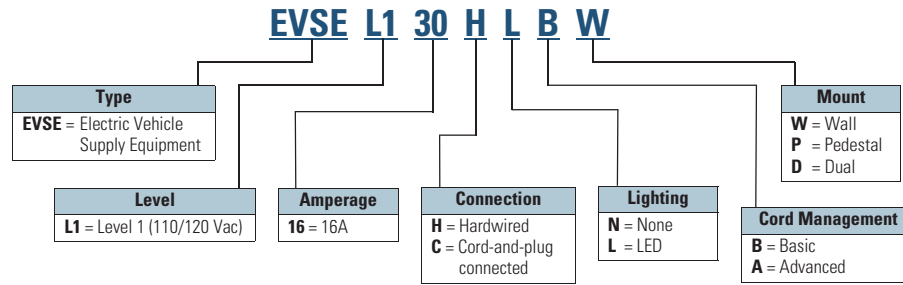 EVSE L1 30 H L B W
Type
EVSE = Electric Vehicle
Supply Equipment
Mount
W = Wall
P = Pedestal
D = Dual
Level
L1 = Level 1 (110/120 Vac)
Amperage
16 = 16A
Connection
H = Hardwired
C = Cord-and-plug
connected
Lighting
N = None
L = LED
Cord Management
B = Basic
A = Advanced